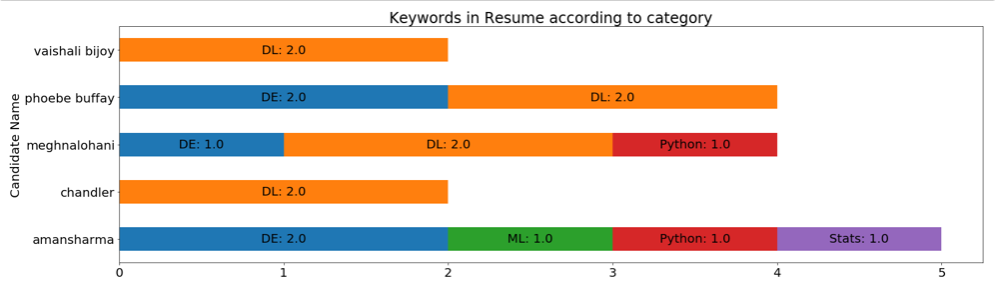 Keywords in Resume according to category
Candidate Name
vaishali bijoy
DL: 2.0
phoebe buffay
DE: 2.0
DL: 2.0
meghnalohani
DE: 1.0
DL: 2.0
Python: 1.0
chandler
DL: 2.0
amansharma
DE: 2.0
ML: 1.0
Python: 1.0
Stats: 1.0
0 1 2 3 4 5